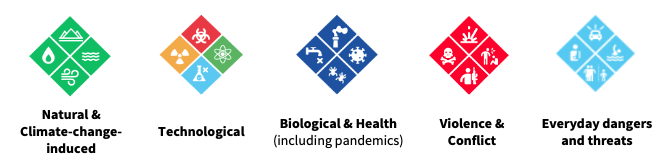 Natural &
Climate-change-
induced
Technological
Biological & Health
(including pandemics)
Violence &
Conflict
Everyday dangers
and threats